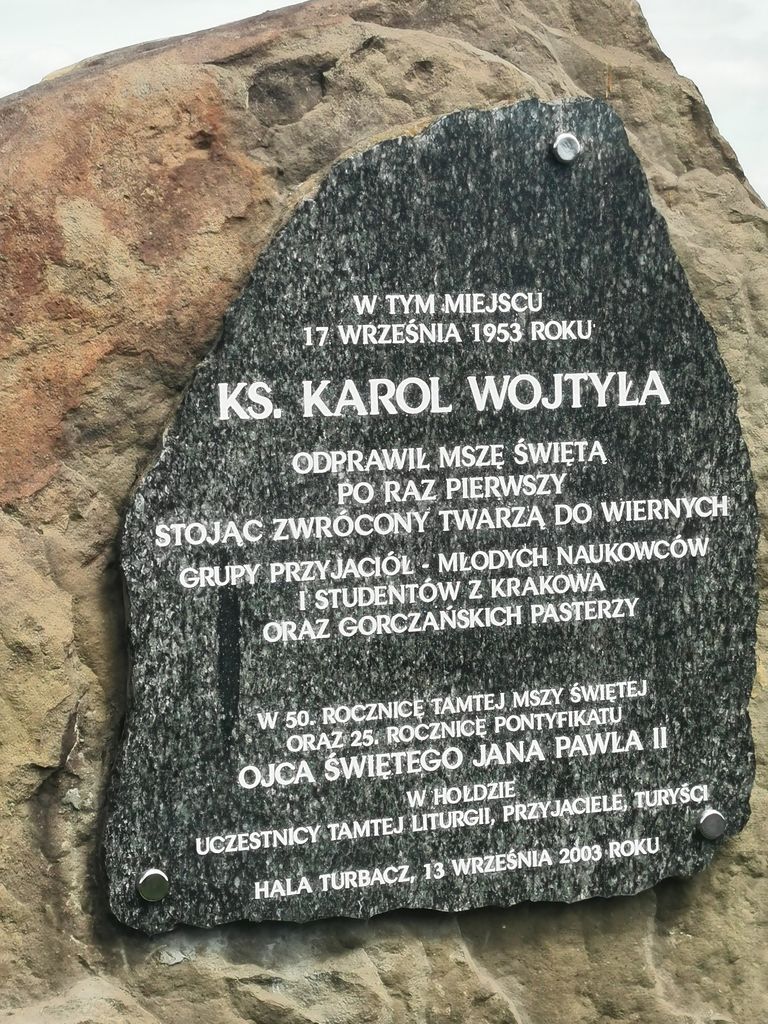 W TYM MIEJSCU
17 WRZEŚNIA 1953 ROKU
KS. KAROL WOJTYŁA
ODPRAWIŁ MSZĘ ŚWIĘTĄ
PO RAZ PIERWSZY
STOJĄC ZWRÓCONY TWARZĄ DO WIERNYCH
GRUPY PRZYJACIÓŁ - MŁODYCH NAUKOWCÓW
I STUDENTÓW Z KRAKOWA
ORAZ GORCZAŃSKICH PASTERZY
W 50. ROCZNICĘ TAMTEJ MSZY ŚWIĘTEJ
ORAZ 25. ROCZNICĘ PONTYFIKATU
OJCA ŚWIĘTEGO JANA PAWŁA II
W HOŁDZIE
UCZESTNICY TAMTEJ LITURGII, PRZYJACIELE, TURYŚCI
HALA TURBACZ, 13 WRZEŚNIA 2003 ROKU